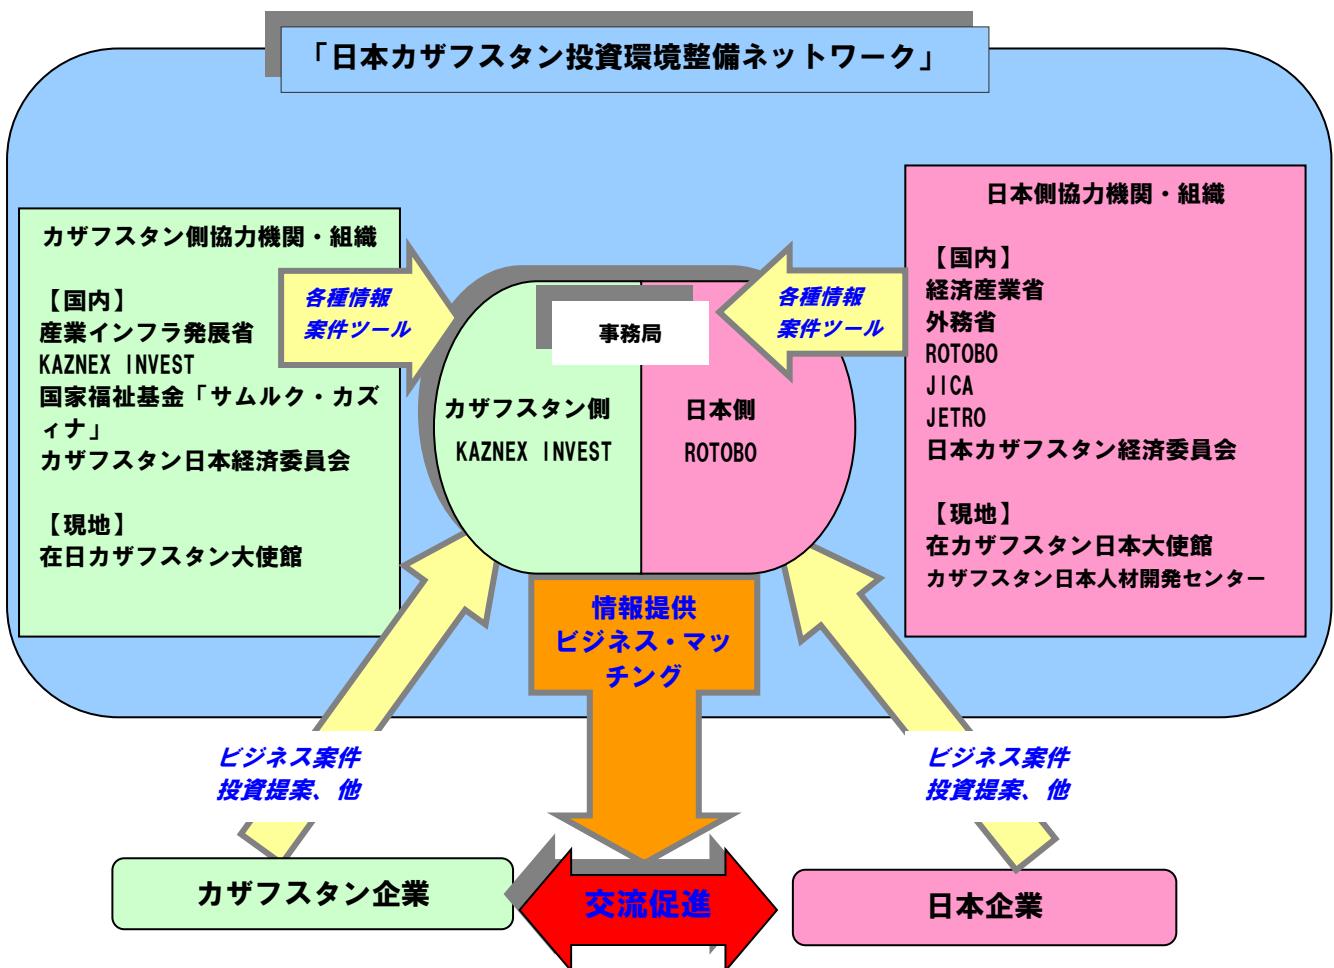 「日本カザフスタン投資環境整備ネットワーク」
カザフスタン側協力機関・組織
【国内】
産業インフラ発展省
KAZNEX INVEST
国家福祉基金「サムルク・カズ
ィナ」
カザフスタン日本経済委員会
【現地】
在日カザフスタン大使館
各種情報
案件ツール
事務局
カザフスタン側
KAZNEX INVEST
日本側
ROTOBO
各種情報
案件ツール
日本側協力機関・組織
【国内】
経済産業省
外務省
ROTOBO
JICA
JETRO
日本カザフスタン経済委員会
【現地】
在カザフスタン日本大使館
カザフスタン日本人材開発センター
情報提供
ビジネス・マッ
チング
ビジネス案件
投資提案、他
ビジネス案件
投資提案、他
カザフスタン企業
交流促進
日本企業